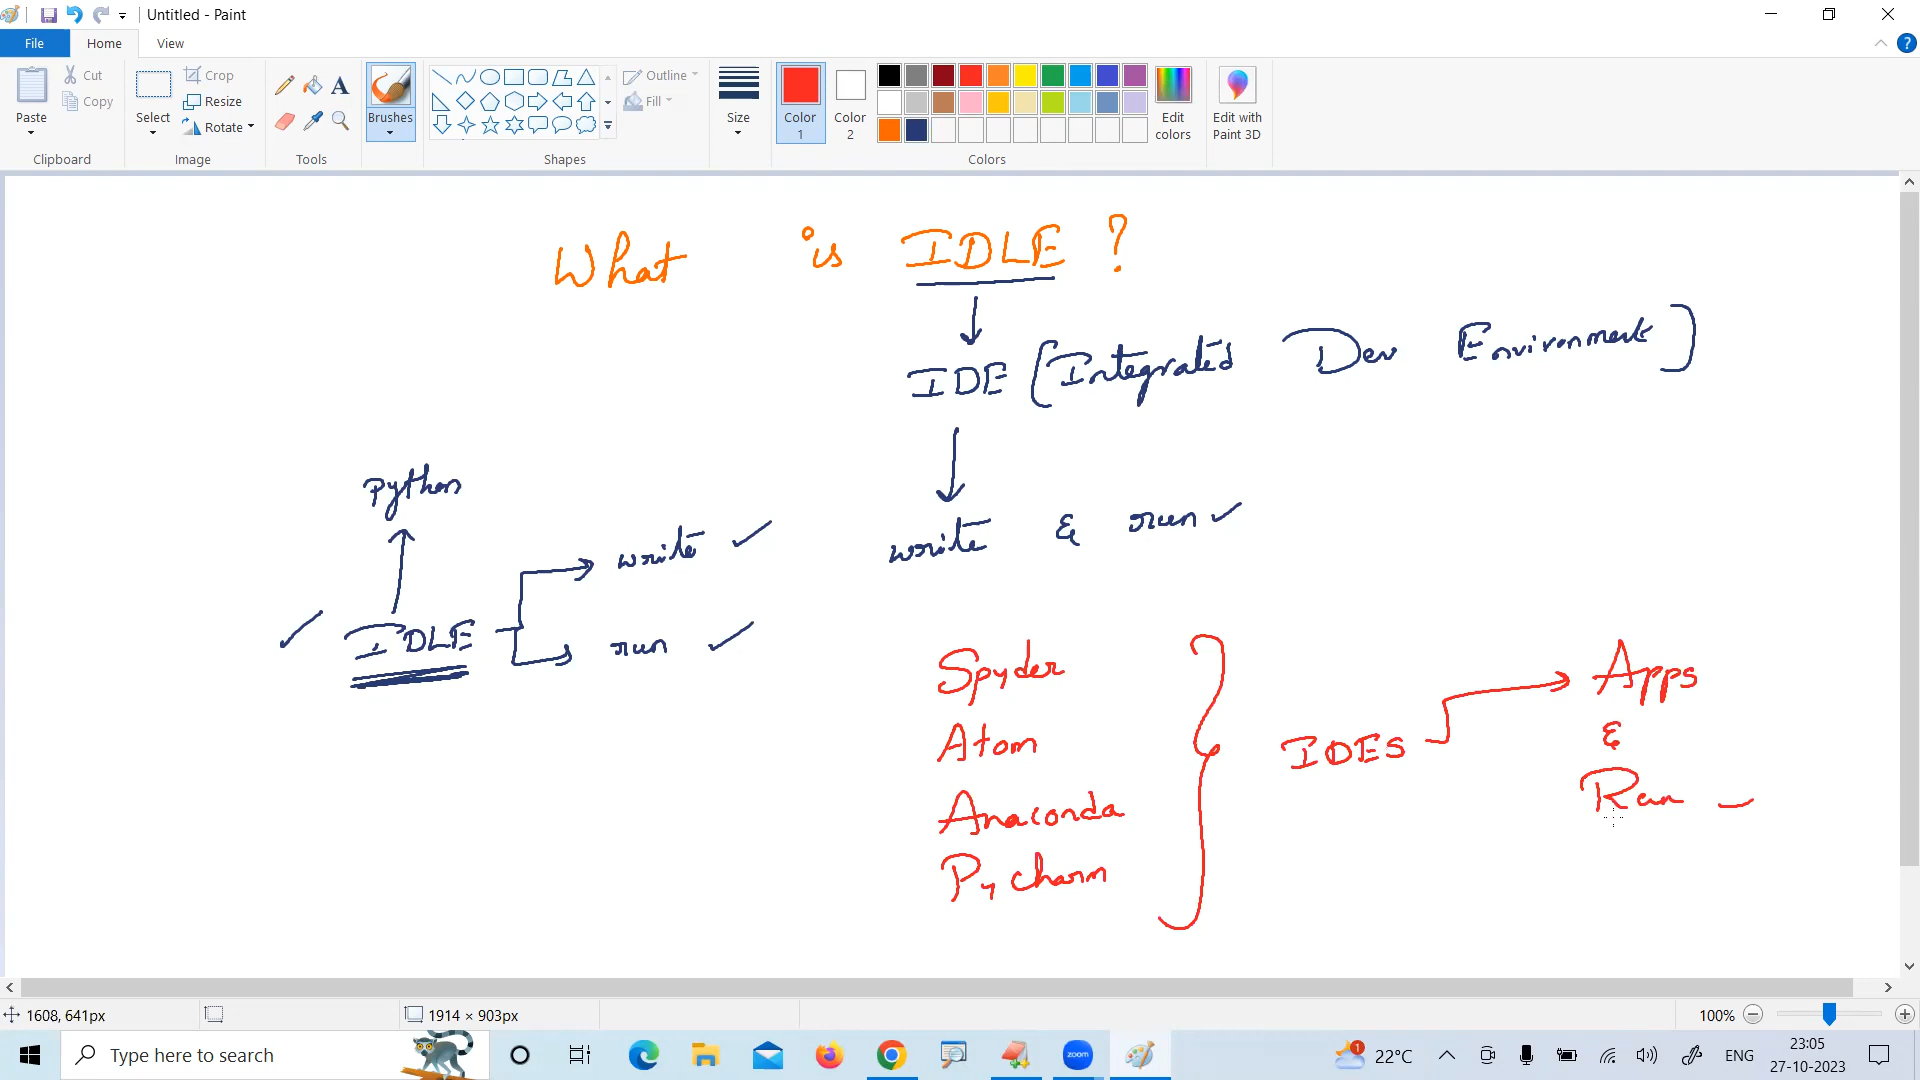 Untitled - Paint
File Home View
Cut
Copy
Paste
Clipboard
Crop
Resize
Rotate
Select
Image
Tools
Brushes
Outline
Fill
Shapes
Size
Color 1
Color 2
Edit colors
Edit with Paint 3D
Colors
What is IDLE ?
IDE (Integrated Dev Environment)
write & run
Python
IDLE
write
run
Spyder
Atom
Anaconda
Pycharm
IDES
Apps
&
Run
1608, 641px
1914 × 903px
100%
Type here to search
zoom
1
22°C
ENG
23:05
27-10-2023